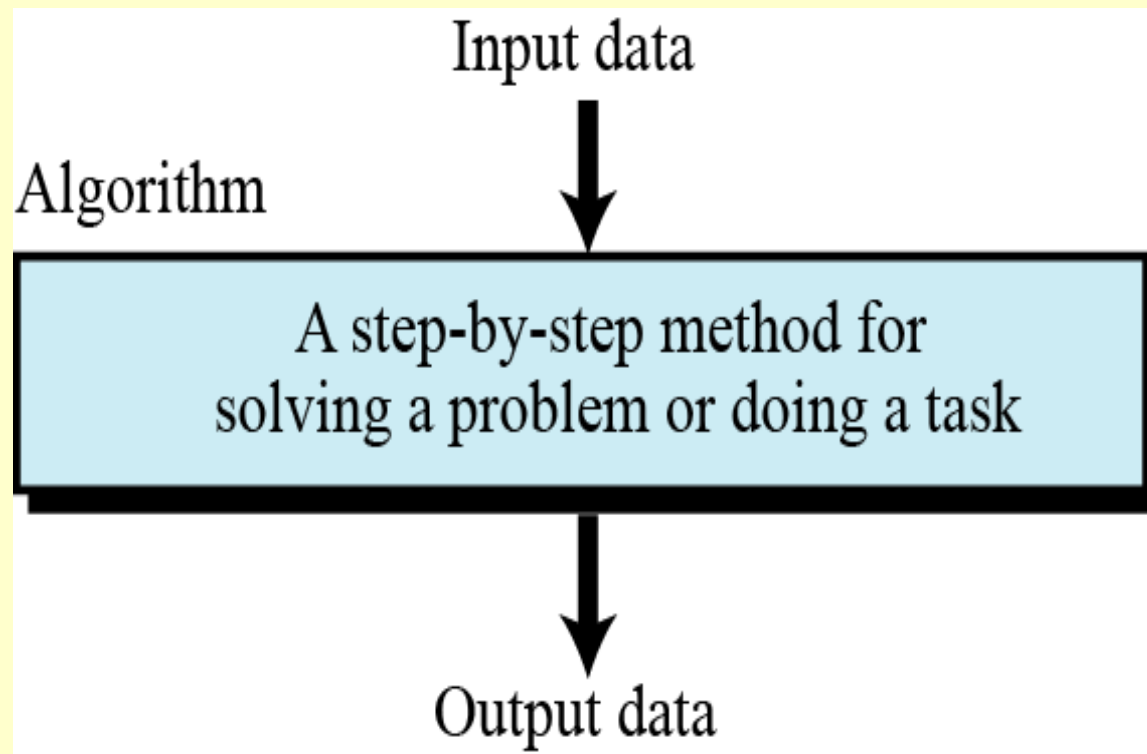 Input data
Algorithm
A step-by-step method for
solving a problem or doing a task
Output data